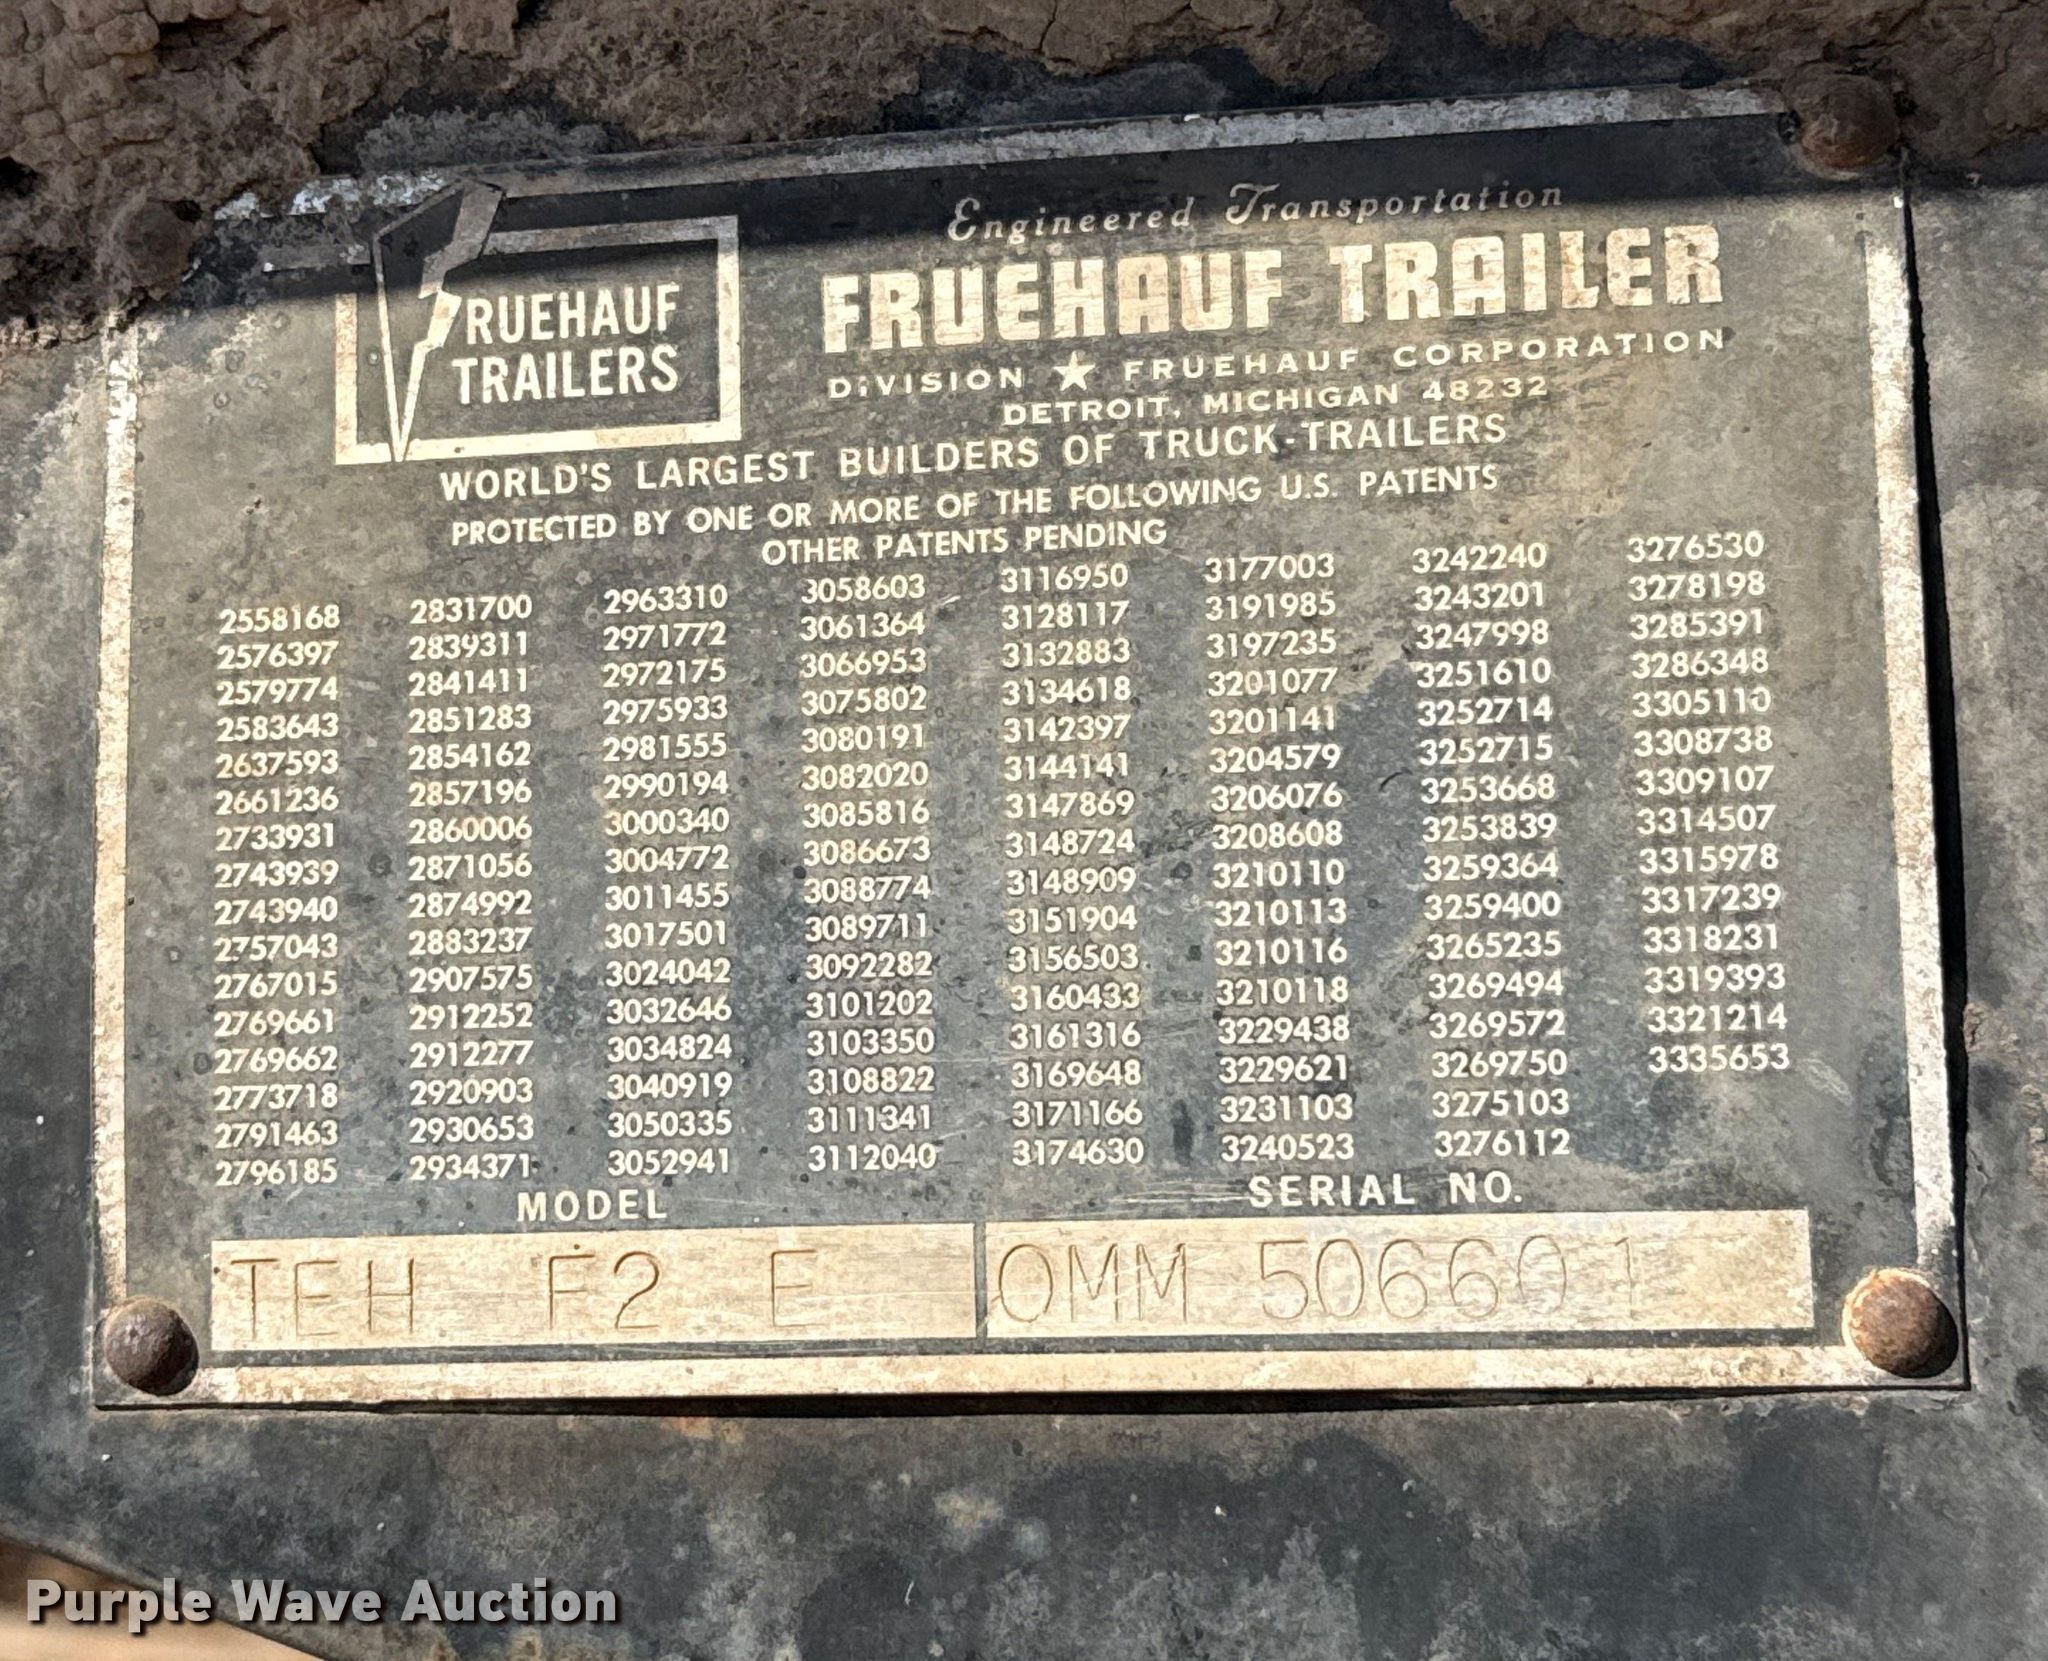 Engineered Transportation
FRUEHAUF TRAILERS
FRUEHAUF TRAILER
DIVISION ★ FRUEHAUF CORPORATION
DETROIT, MICHIGAN 48232
WORLD'S LARGEST BUILDERS OF TRUCK-TRAILERS
PROTECTED BY ONE OR MORE OF THE FOLLOWING U.S. PATENTS
OTHER PATENTS PENDING
2558168 2831700 2963310 3058603 3116950 3177003 3242240 3276530
2576397 2839311 2971772 3061364 3128117 3191985 3243201 3278198
2579774 2841411 2972175 3066953 3132883 3197235 3247998 3285391
2583643 2851283 2975933 3075802 3134618 3201077 3251610 3286348
2637593 2854162 2981555 3080191 3142397 3201141 3252714 3305110
2661236 2857196 2990194 3082020 3144141 3204579 3252715 3308738
2733931 2860006 3000340 3085816 3147869 3206076 3253668 3309107
2743939 2871056 3004772 3086673 3148724 3208608 3253839 3314507
2743940 2874992 3011455 3088774 3148909 3210110 3259364 3315978
2757043 2883237 3017501 3089711 3151904 3210113 3259400 3317239
2767015 2907575 3024042 3092282 3156503 3210116 3265235 3318231
2769661 2912252 3032646 3101202 3160433 3210118 3269494 3319393
2769662 2912277 3034824 3103350 3161316 3229438 3269572 3321214
2773718 2920903 3040919 3108822 3169648 3229621 3269750 3335653
2791463 2930653 3050335 3111341 3171166 3231103 3275103
2796185 2934371 3052941 3112040 3174630 3240523 3276112
MODEL SERIAL NO.
TEH F2 E OMM 506601
Purple Wave Auction